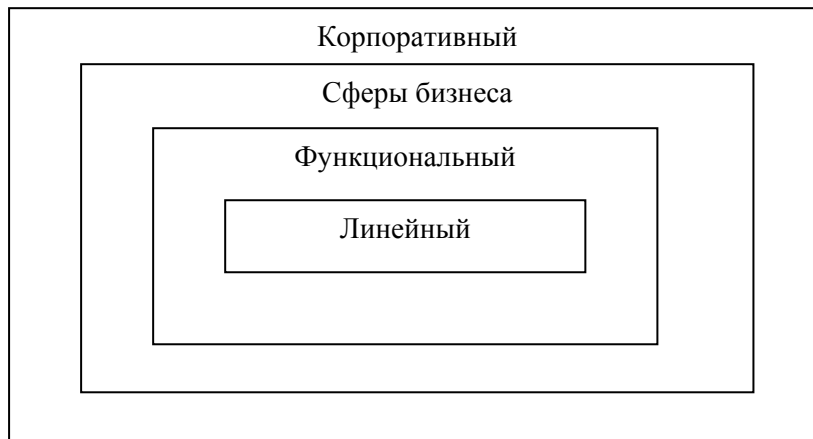 Корпоративный
Сферы бизнеса
Функциональный
Линейный